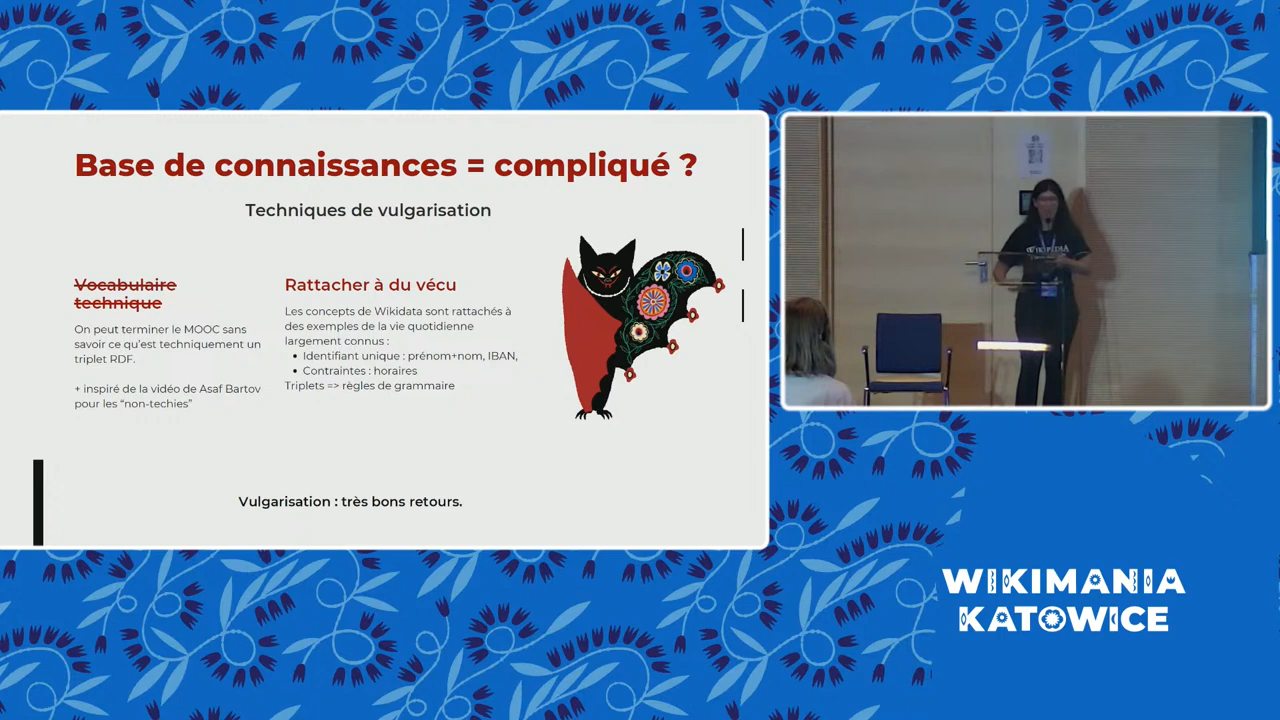 Base de connaissances = compliqué ?
Techniques de vulgarisation
Vocabulaire
technique
On peut terminer le MOOC sans
savoir ce qu'est techniquement un
triplet RDF.
+ inspiré de la vidéo de Asaf Bartov
pour les "non-techies"
Rattacher à du vécu
Les concepts de Wikidata sont rattachés à
des exemples de la vie quotidienne
largement connus :
• Identifiant unique : prénom+nom, IBAN,
• Contraintes : horaires
Triplets => règles de grammaire
Vulgarisation : très bons retours.
WIKIPEDIA
WIKIMANIA
KATOWICE